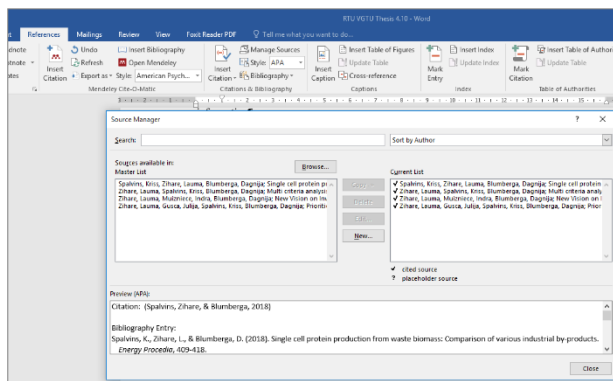 RTU VGTU Thesis 4.10 - Word
References Mailings Review View Foxit Reader PDF Tell me what you want to do...
Insert Citation
Undo
Refresh
Export as
Insert Bibliography
Open Mendeley
Style: American Psych...
Mendeley Cite-O-Matic
Insert Citation
Manage Sources
Style: APA
Bibliography
Citations & Bibliography
Insert Caption
Insert Table of Figures
Update Table
Cross-reference
Captions
Mark Entry
Insert Index
Update Index
Index
Mark Citation
Insert Table of Authori
Update Table
Table of Authorities
Source Manager ? X
Search: Sort by Author
Sources available in:
Master List
Browse...
Current List
Spalvins, Kriss, Zihare, Lauma, Blumberga, Dagnija; Single cell protein p
Zihare, Lauma, Spalvins, Kriss, Blumberga, Dagnija; Multi criteria analysi
Zihare, Lauma, Muizniece, Indra, Blumberga, Dagnija; New Vision on
Zihare, Lauma, Gusca, Julija, Spalvins, Kriss, Blumberga, Dagnija; Prioriti
Delete
New...
✓ Spalvins, Kriss, Zihare, Lauma, Blumberga, Dagnija; Single cell protein
✓ Zihare, Lauma, Spalvins, Kriss, Blumberga, Dagnija; Multi criteria
✓ Zihare, Lauma, Muizniece, Indra, Blumberga, Dagnija; New Vision on
✓ Zihare, Lauma, Gusca, Julija, Spalvins, Kriss, Blumberga, Dagnija; Prior
✓ cited source
? placeholder source
Preview (APA):
Citation: (Spalvins, Zihare, & Blumberga, 2018)
Bibliography Entry:
Spalvins, K., Zihare, L., & Blumberga, D. (2018). Single cell protein production from waste biomass: Comparison of various industrial by-products.
Energy Procedia, 409-418.
Close